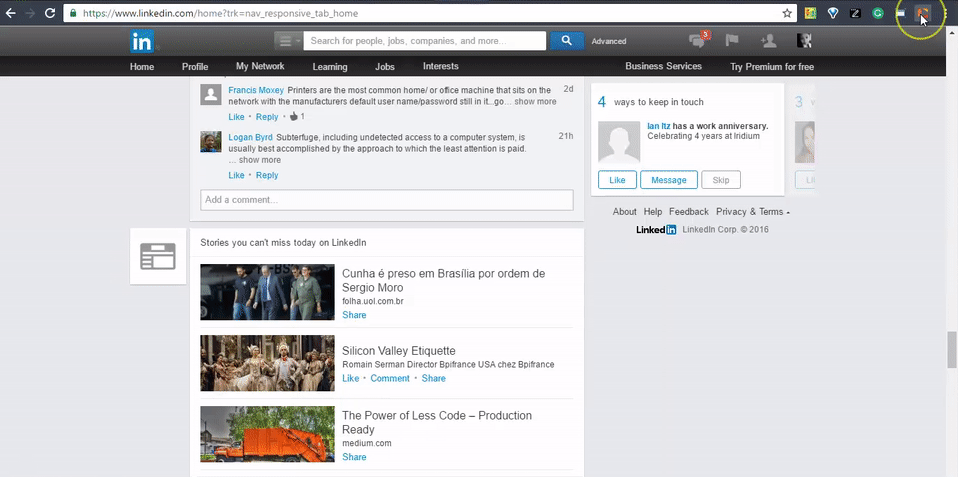 https://www.linkedin.com/home?trk=nav_responsive_tab_home
in
Search for people, jobs, companies, and more...
Advanced
5
Home
Profile
My Network
Learning
Jobs
Interests
Business Services
Try Premium for free
Francis Moxey Printers are the most common home/ or office machine that sits on the
2d
network with the manufacturers default user name/password still in it...go... show more
Like • Reply • 1
Logan Byrd Subterfuge, including undetected access to a computer system, is
21h
usually best accomplished by the approach to which the least attention is paid.
... show more
Like • Reply
Add a comment...
4 ways to keep in touch
Ian Itz has a work anniversary.
Celebrating 4 years at Iridium
Like
Message
Skip
3
About Help Feedback Privacy & Terms
Linked in LinkedIn Corp. © 2016
Stories you can't miss today on LinkedIn
Cunha é preso em Brasília por ordem de
Sergio Moro
folha.uol.com.br
Share
Silicon Valley Etiquette
Romain Serman Director Bpifrance USA chez Bpifrance
Like • Comment • Share
The Power of Less Code – Production
Ready
medium.com
Share